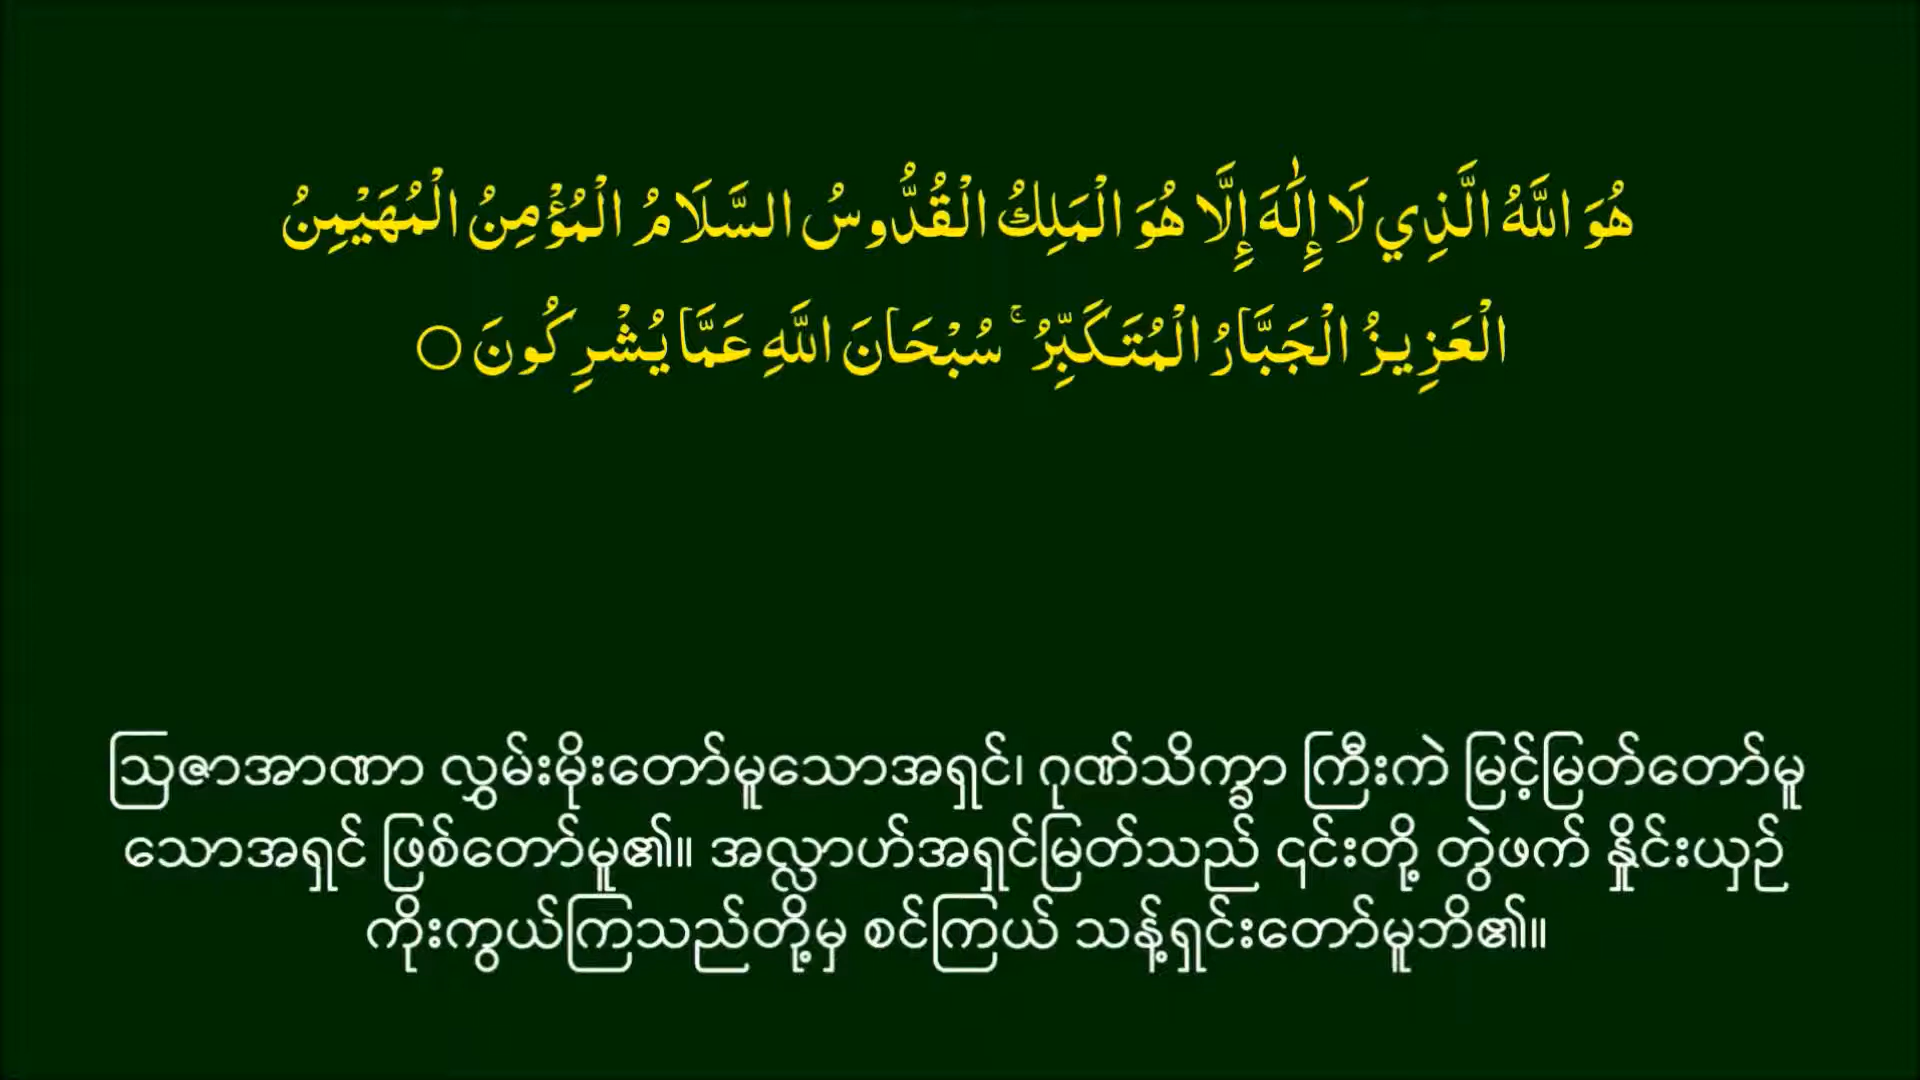 هُوَ اللَّهُ الَّذِي لَا إِلَٰهَ إِلَّا هُوَ الْمَلِكُ الْقُدُّوسُ السَّلَامُ الْمُؤْمِنُ الْمُهَيْمِنُ
الْعَزِيزُ الْجَبَّارُ الْمُتَكَبِّرُ ۚ سُبْحَانَ اللَّهِ عَمَّا يُشْرِكُونَ ۝
ဩဇာအာဏာ လွှမ်းမိုးတော်မူသောအရှင်၊ ဂုဏ်သိက္ခာ ကြီးကဲ မြင့်မြတ်တော်မူ
သောအရှင် ဖြစ်တော်မူ၏။ အလ္လာဟ်အရှင်မြတ်သည် ၎င်းတို့ တွဲဖက် နှိုင်းယှဉ်
ကိုးကွယ်ကြသည်တို့မှ စင်ကြယ် သန့်ရှင်းတော်မူဘိ၏။